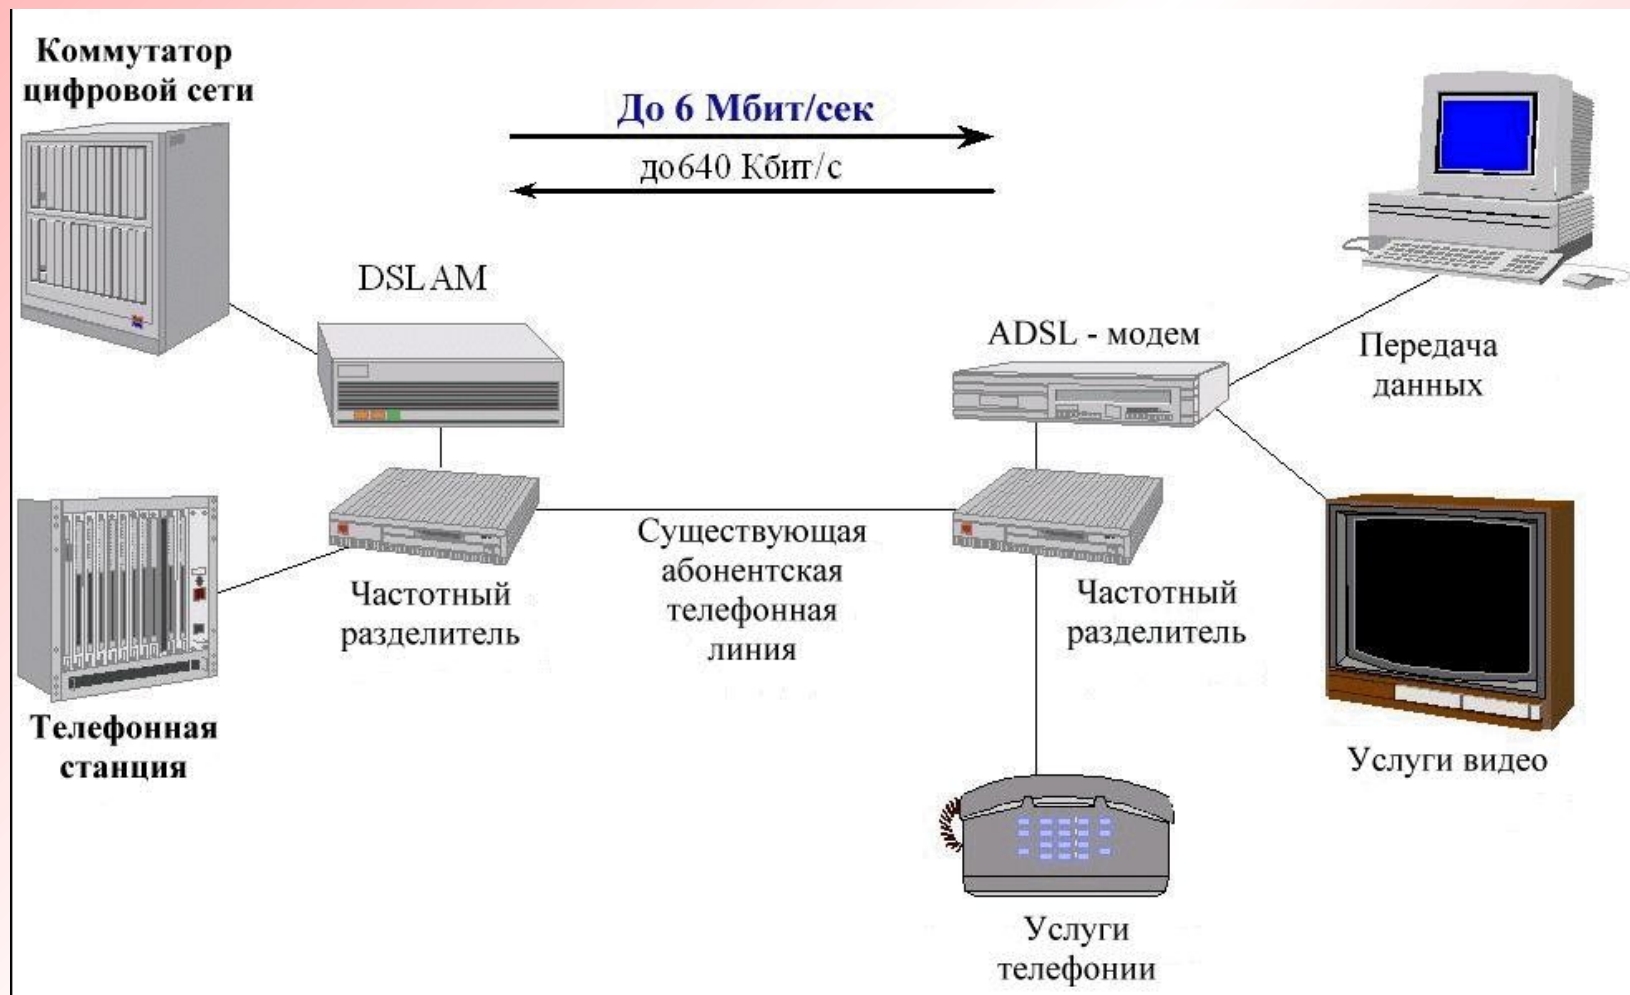 Коммутатор
цифровой сети
До 6 Мбит/сек
до640 Кбит/с
DSLAM
ADSL - модем
Передача
данных
Существующая
абонентская
телефонная
линия
Частотный
разделитель
Частотный
разделитель
Телефонная
станция
Услуги видео
Услуги
телефонии